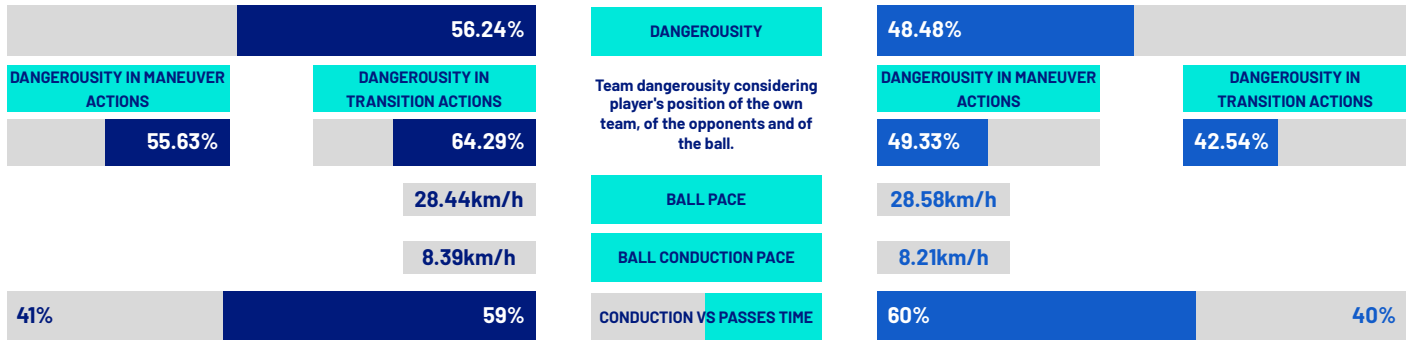 56.24%
DANGEROUSITY
48.48%
DANGEROUSITY IN MANEUVER
ACTIONS
55.63%
DANGEROUSITY IN
TRANSITION ACTIONS
64.29%
Team dangerousity considering
player's position of the own
team, of the opponents and of
the ball.
DANGEROUSITY IN MANEUVER
ACTIONS
49.33%
DANGEROUSITY IN
TRANSITION ACTIONS
42.54%
28.44km/h
BALL PACE
28.58km/h
8.39km/h
BALL CONDUCTION PACE
8.21km/h
41%
59%
CONDUCTION VS PASSES TIME
60%
40%